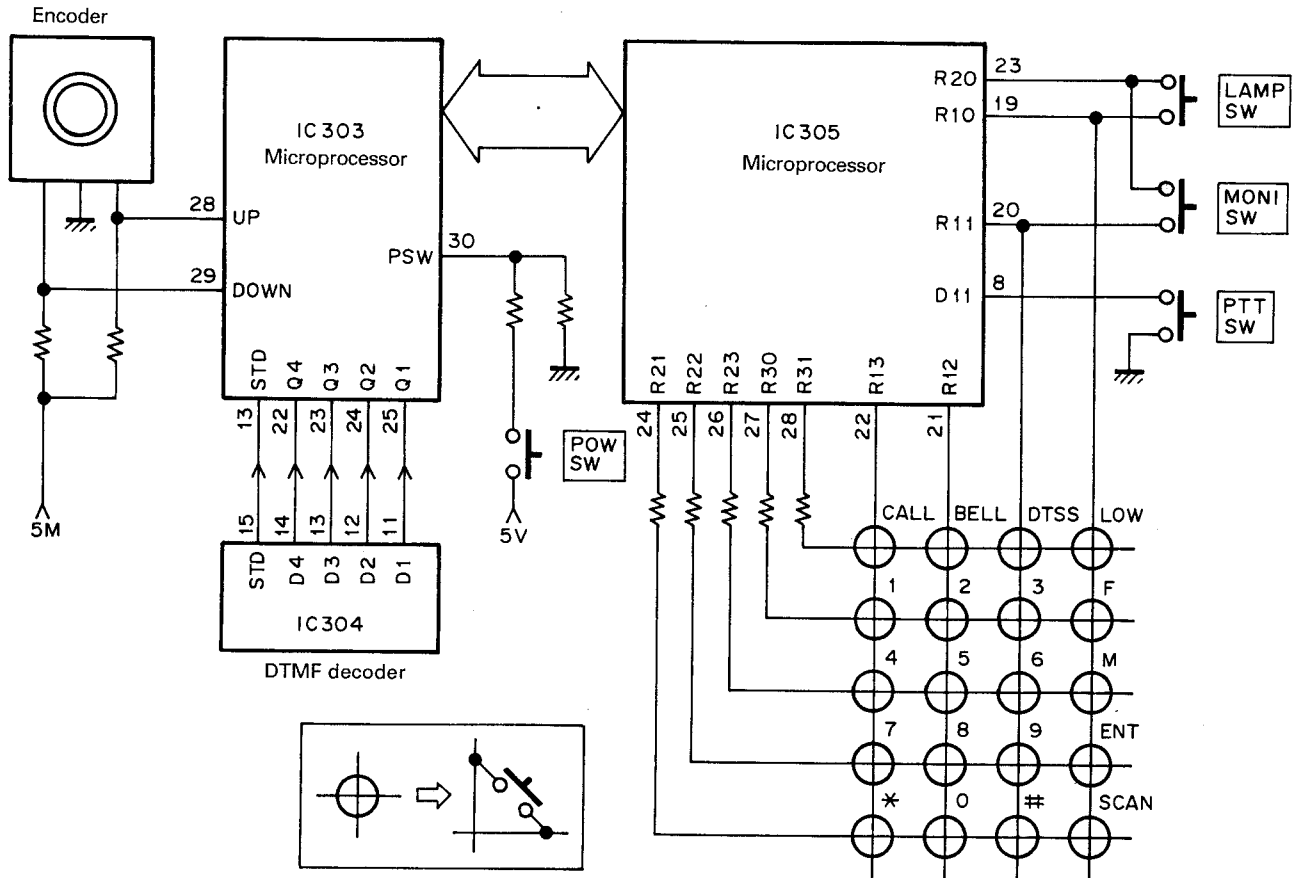 Encoder
IC303
Microprocessor
28
UP
29
DOWN
30
PSW
STD
Q4
Q3
Q2
Q1
13
22
23
24
25
5M
15
14
13
12
11
STD
D4
D3
D2
D1
IC304
DTMF decoder
POW
SW
5V
IC305
Microprocessor
R20
23
R10
19
R11
20
D11
8
LAMP
SW
MONI
SW
PTT
SW
R21
R22
R23
R30
R31
R13
R12
24
25
26
27
28
22
21
CALL BELL DTSS LOW
1 2 3 F
4 5 6 M
7 8 9 ENT
* 0 # SCAN